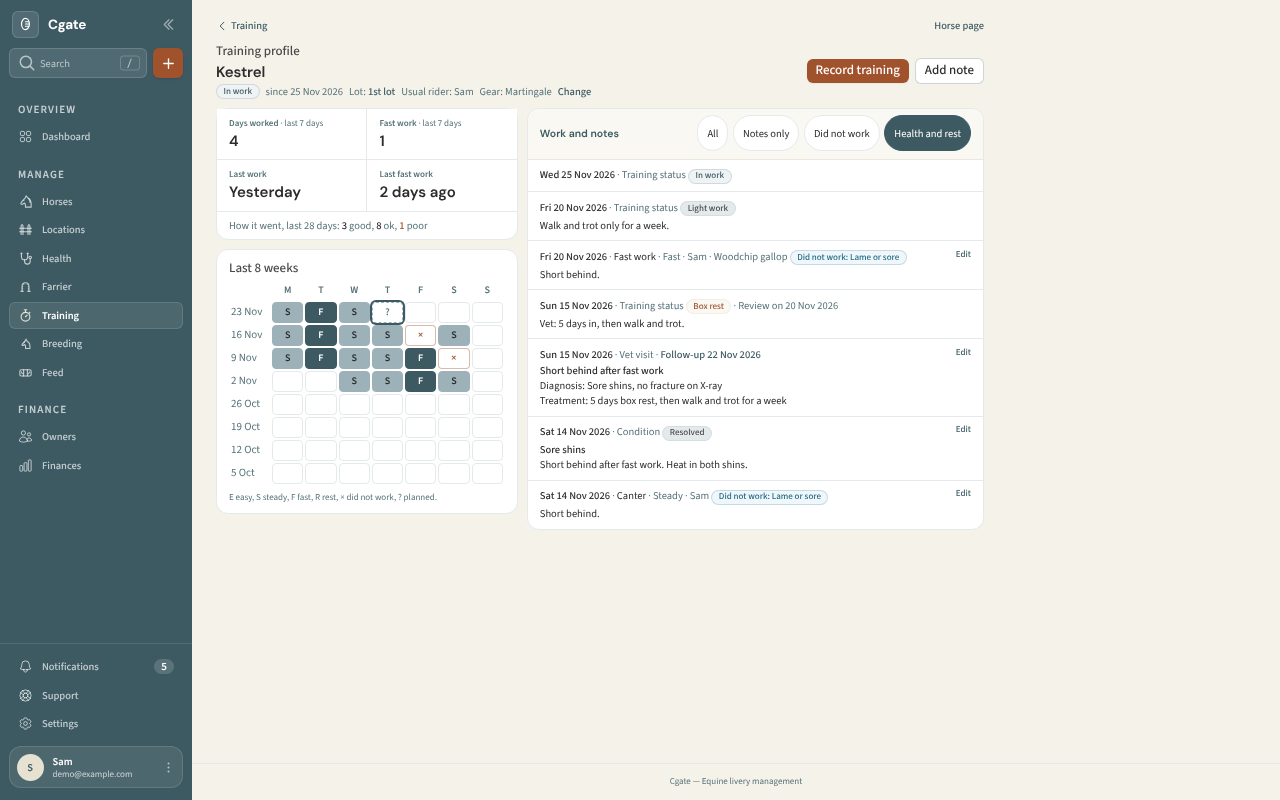 Cgate
Search /
OVERVIEW
Dashboard
MANAGE
Horses
Locations
Health
Farrier
Training
Breeding
Feed
FINANCE
Owners
Finances
Notifications 5
Support
Settings
S
Sam
demo@example.com
Training
Horse page
Training profile
Kestrel
In work since 25 Nov 2026 Lot: 1st lot Usual rider: Sam Gear: Martingale Change
Record training
Add note
Days worked · last 7 days
4
Fast work · last 7 days
1
Last work
Yesterday
Last fast work
2 days ago
How it went, last 28 days: 3 good, 8 ok, 1 poor
Last 8 weeks
M T W T F S S
23 Nov S F S ?
16 Nov S F S S × S
9 Nov S F S S F ×
2 Nov S S F S
26 Oct
19 Oct
12 Oct
5 Oct
E easy, S steady, F fast, R rest, × did not work, ? planned.
Work and notes
All
Notes only
Did not work
Health and rest
Wed 25 Nov 2026 · Training status In work
Fri 20 Nov 2026 · Training status Light work
Walk and trot only for a week.
Fri 20 Nov 2026 · Fast work · Fast · Sam · Woodchip gallop Did not work: Lame or sore Edit
Short behind.
Sun 15 Nov 2026 · Training status Box rest · Review on 20 Nov 2026
Vet: 5 days in, then walk and trot.
Sun 15 Nov 2026 · Vet visit · Follow-up 22 Nov 2026 Edit
Short behind after fast work
Diagnosis: Sore shins, no fracture on X-ray
Treatment: 5 days box rest, then walk and trot for a week
Sat 14 Nov 2026 · Condition Resolved Edit
Sore shins
Short behind after fast work. Heat in both shins.
Sat 14 Nov 2026 · Canter · Steady · Sam Did not work: Lame or sore Edit
Short behind.
Cgate — Equine livery management